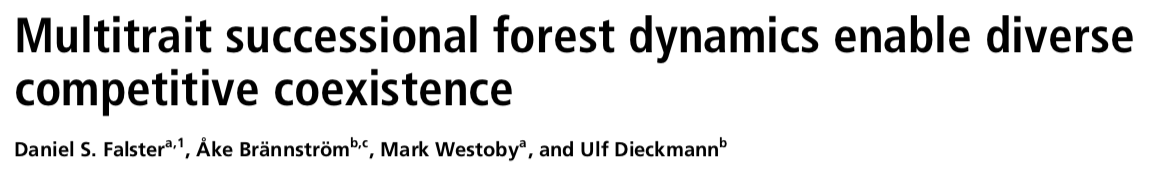 Multitrait successional forest dynamics enable diverse
competitive coexistence
Daniel S. Falsterᵃ,¹, Åke Brännströmᵇ,ᶜ, Mark Westobyᵃ, and Ulf Dieckmannᵇ